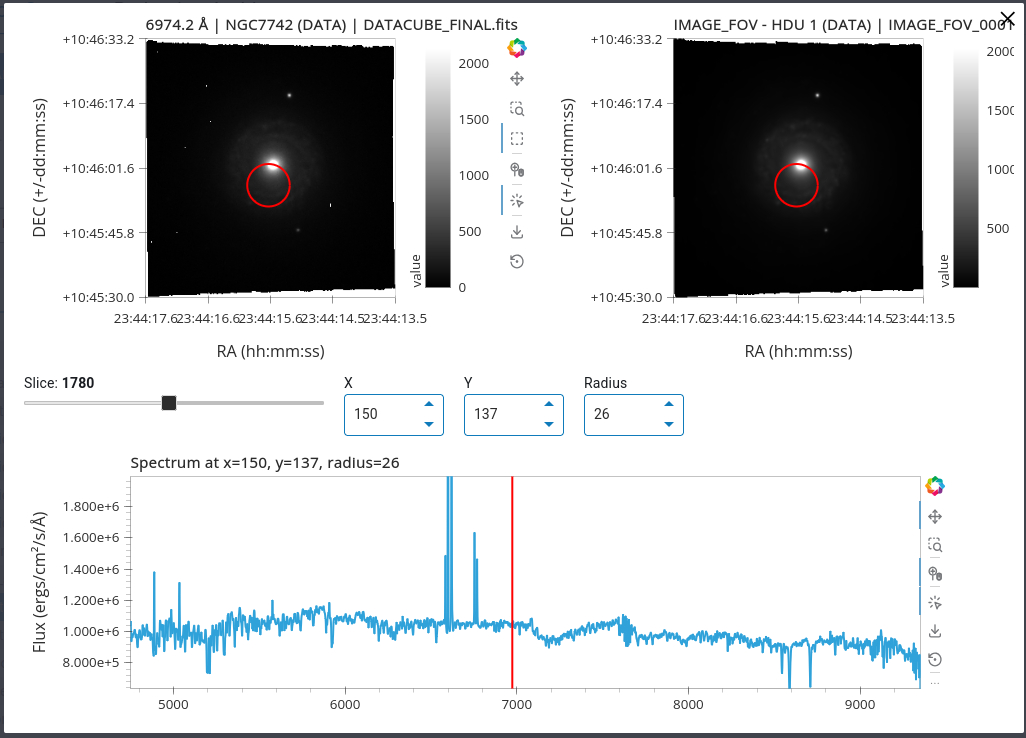 6974.2 Å | NGC7742 (DATA) | DATACUBE_FINAL.fits
+10:46:33.2
+10:46:17.4
+10:46:01.6
+10:45:45.8
+10:45:30.0
DEC (+/-dd:mm:ss)
23:44:17.6 23:44:16.6 23:44:15.6 23:44:14.5 23:44:13.5
RA (hh:mm:ss)
2000
1500
1000
500
0
value
IMAGE_FOV - HDU 1 (DATA) | IMAGE_FOV_0001
+10:46:33.2
+10:46:17.4
+10:46:01.6
+10:45:45.8
+10:45:30.0
DEC (+/-dd:mm:ss)
23:44:17.6 23:44:16.6 23:44:15.6 23:44:14.5 23:44:13.5
RA (hh:mm:ss)
2000
1500
1000
500
value
Slice: 1780
X
150
Y
137
Radius
26
Spectrum at x=150, y=137, radius=26
Flux (ergs/cm²/s/Å)
1.800e+6
1.600e+6
1.400e+6
1.200e+6
1.000e+6
8.000e+5
5000 6000 7000 8000 9000